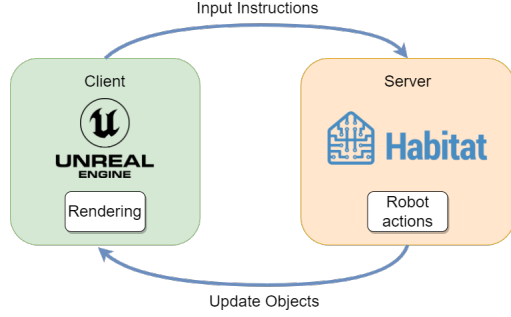 Input Instructions
Client
Server
UNREAL
ENGINE
Habitat
Rendering
Robot
actions
Update Objects